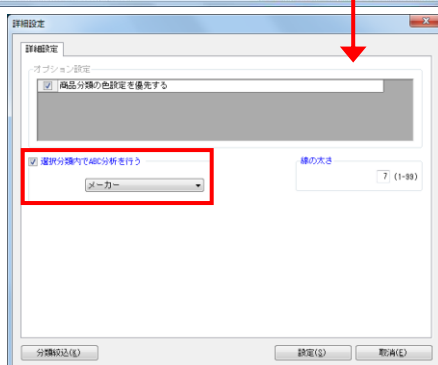 詳細設定
詳細設定
オプション設定
商品分類の色設定を優先する
選択分類内でABC分析を行う
線の太さ
メーカー
7 (1-99)
分類絞込(K)
設定(S)
取消(E)